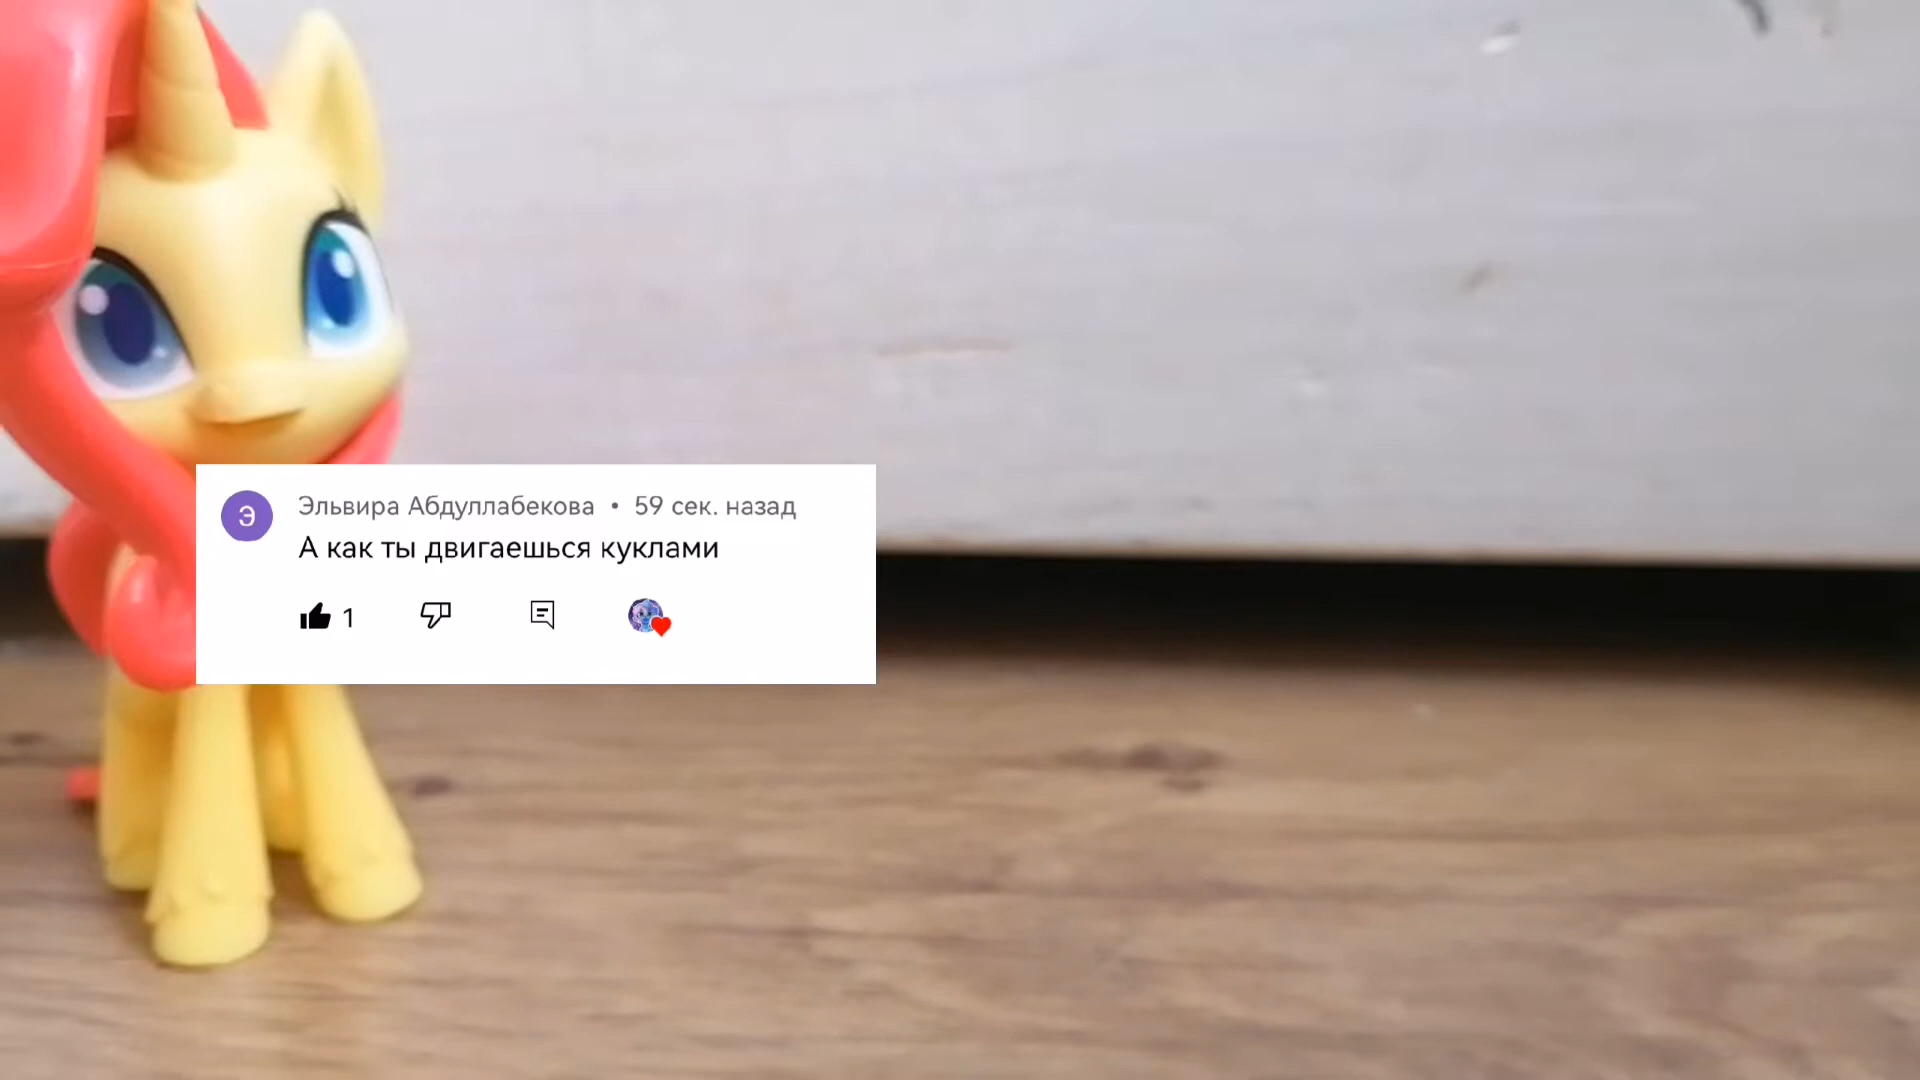 Э
Эльвира Абдуллабекова • 59 сек. назад
А как ты двигаешься куклами
1